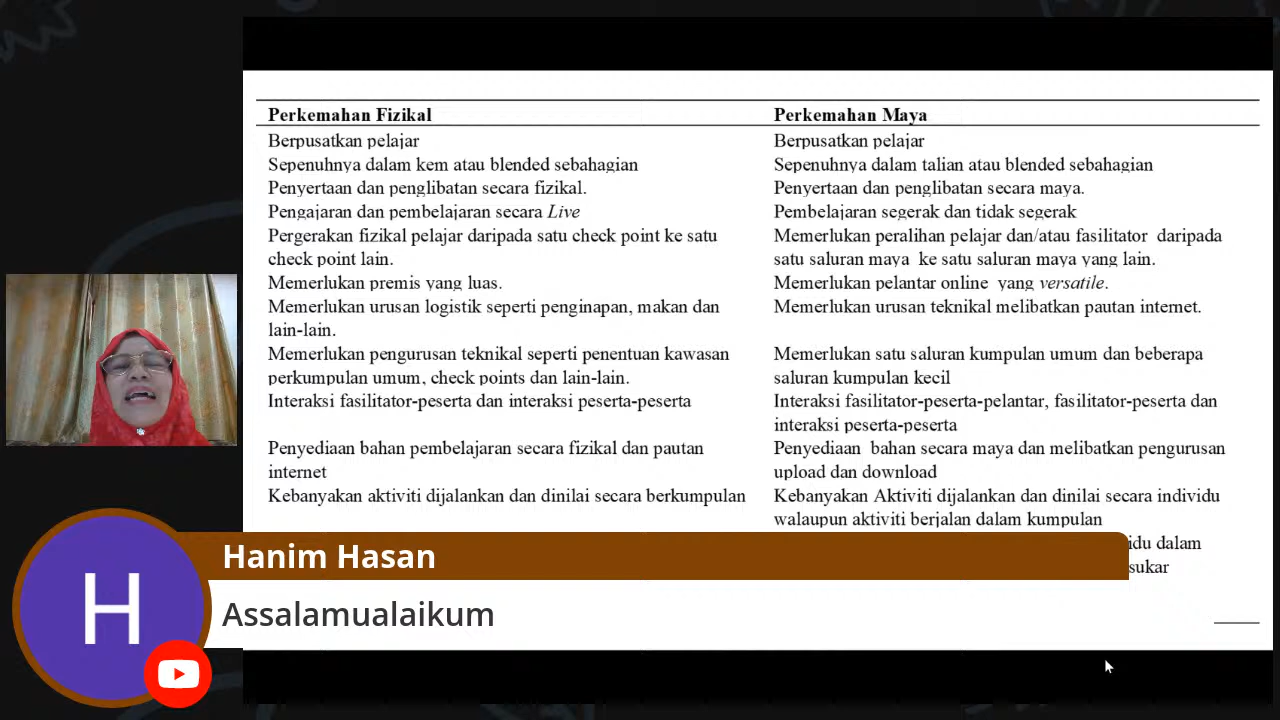 Perkemahan Fizikal
Perkemahan Maya
Berpusatkan pelajar
Berpusatkan pelajar
Sepenuhnya dalam kem atau blended sebahagian
Sepenuhnya dalam talian atau blended sebahagian
Penyertaan dan penglibatan secara fizikal.
Penyertaan dan penglibatan secara maya.
Pengajaran dan pembelajaran secara Live
Pembelajaran segerak dan tidak segerak
Pergerakan fizikal pelajar daripada satu check point ke satu
check point lain.
Memerlukan peralihan pelajar dan/atau fasilitator daripada
satu saluran maya ke satu saluran maya yang lain.
Memerlukan premis yang luas.
Memerlukan pelantar online yang versatile.
Memerlukan urusan logistik seperti penginapan, makan dan
lain-lain.
Memerlukan urusan teknikal melibatkan pautan internet.
Memerlukan pengurusan teknikal seperti penentuan kawasan
perkumpulan umum, check points dan lain-lain.
Memerlukan satu saluran kumpulan umum dan beberapa
saluran kumpulan kecil
Interaksi fasilitator-peserta dan interaksi peserta-peserta
Interaksi fasilitator-peserta-pelantar, fasilitator-peserta dan
interaksi peserta-peserta
Penyediaan bahan pembelajaran secara fizikal dan pautan
internet
Penyediaan bahan secara maya dan melibatkan pengurusan
upload dan download
Kebanyakan aktiviti dijalankan dan dinilai secara berkumpulan
Kebanyakan Aktiviti dijalankan dan dinilai secara individu
walaupun aktiviti berjalan dalam kumpulan
dalam
sukar
H
Hanim Hasan
Assalamualaikum